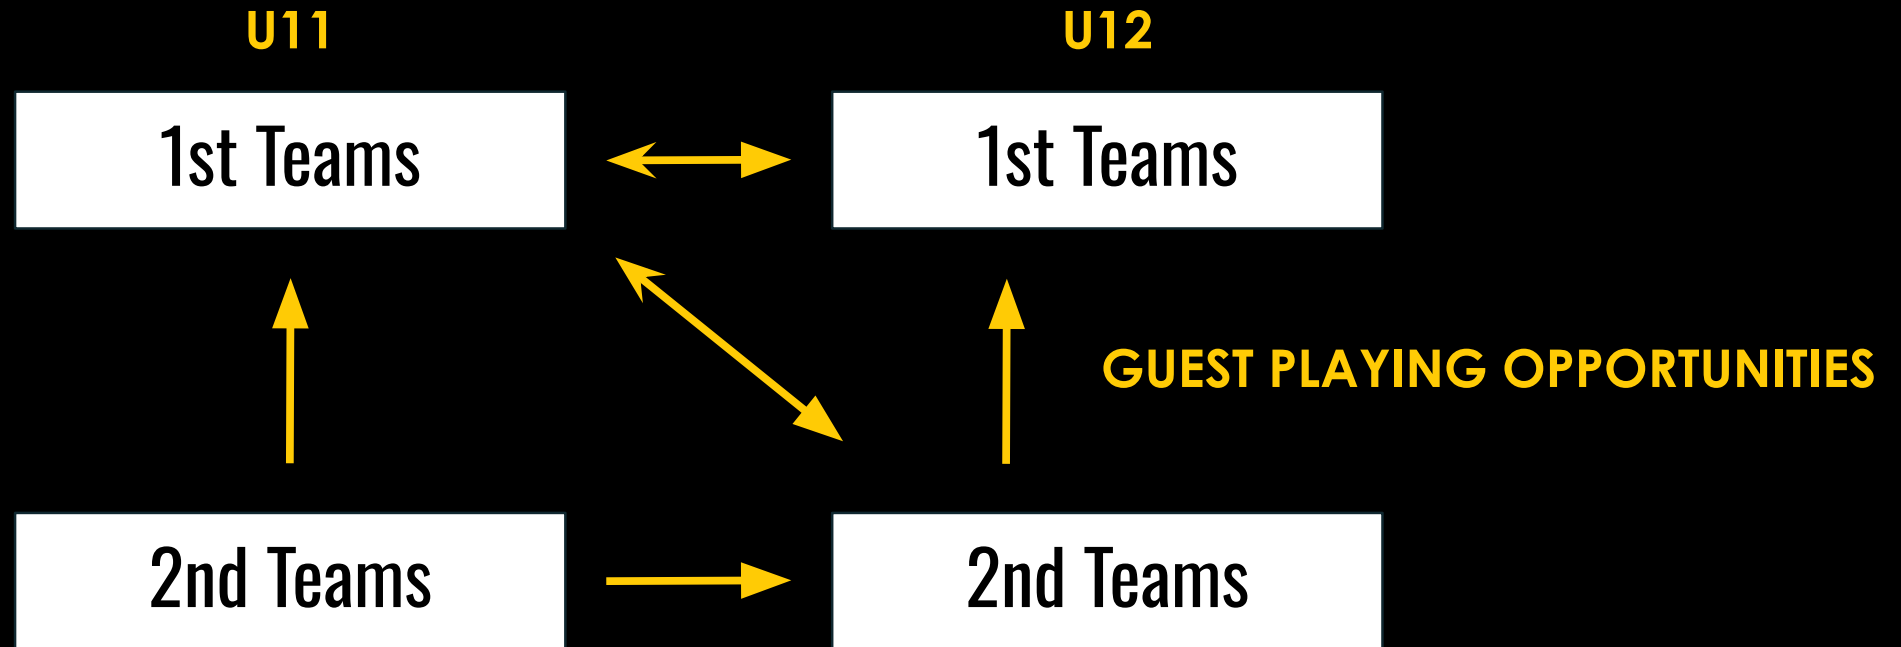 U11
U12
1st Teams
1st Teams
GUEST PLAYING OPPORTUNITIES
2nd Teams
2nd Teams